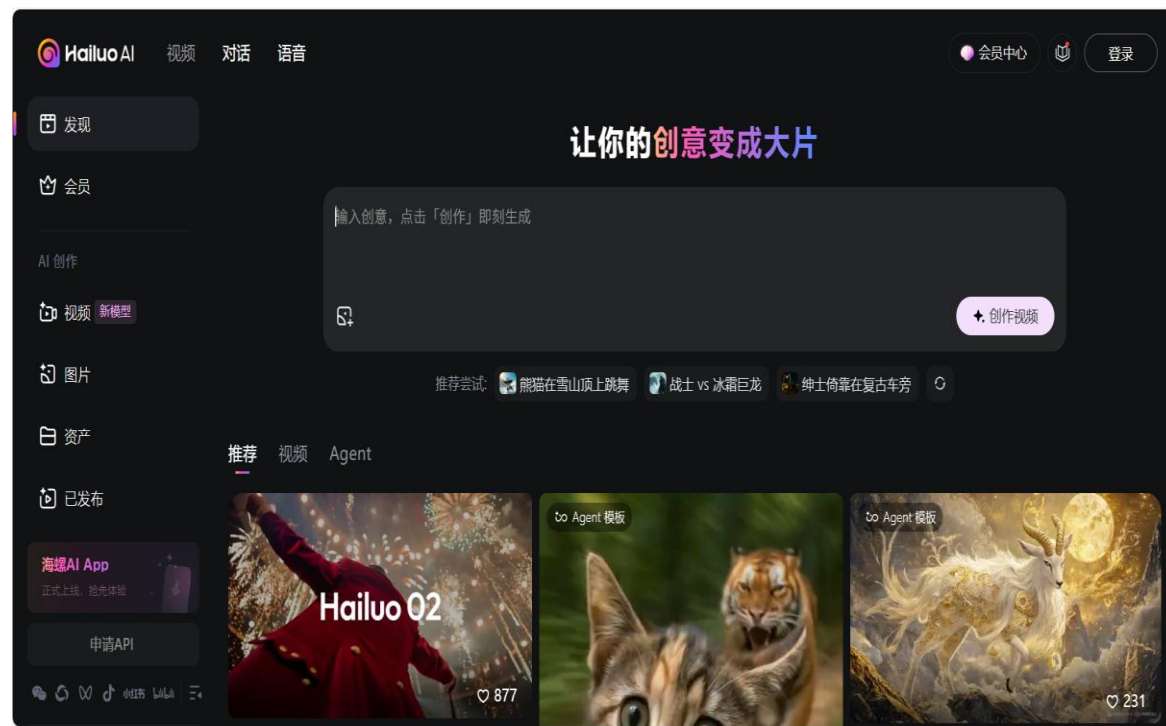 Hailuo AI 视频 对话 语音 会员中心 登录
发现
会员
AI 创作
视频 新模型
图片
资产
已发布
海螺AI App
正式上线，抢先体验
申请API
小红书 bilibili
让你的创意变成大片
输入创意，点击「创作」即刻生成
创作视频
推荐尝试: 熊猫在雪山顶上跳舞 战士 vs 冰霜巨龙 绅士倚靠在复古车旁
推荐 视频 Agent
Hailuo 02
877
Agent 模板
Agent 模板
231